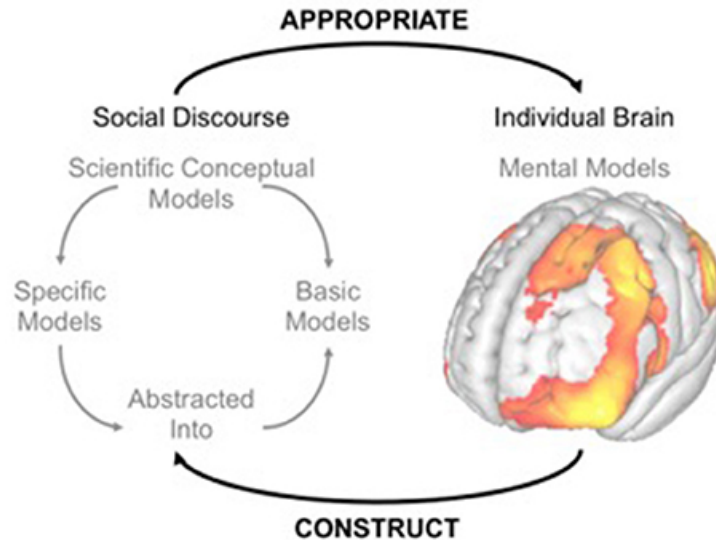 APPROPRIATE
Social Discourse
Individual Brain
Scientific Conceptual
Models
Mental Models
Specific
Models
Basic
Models
Abstracted
Into
CONSTRUCT